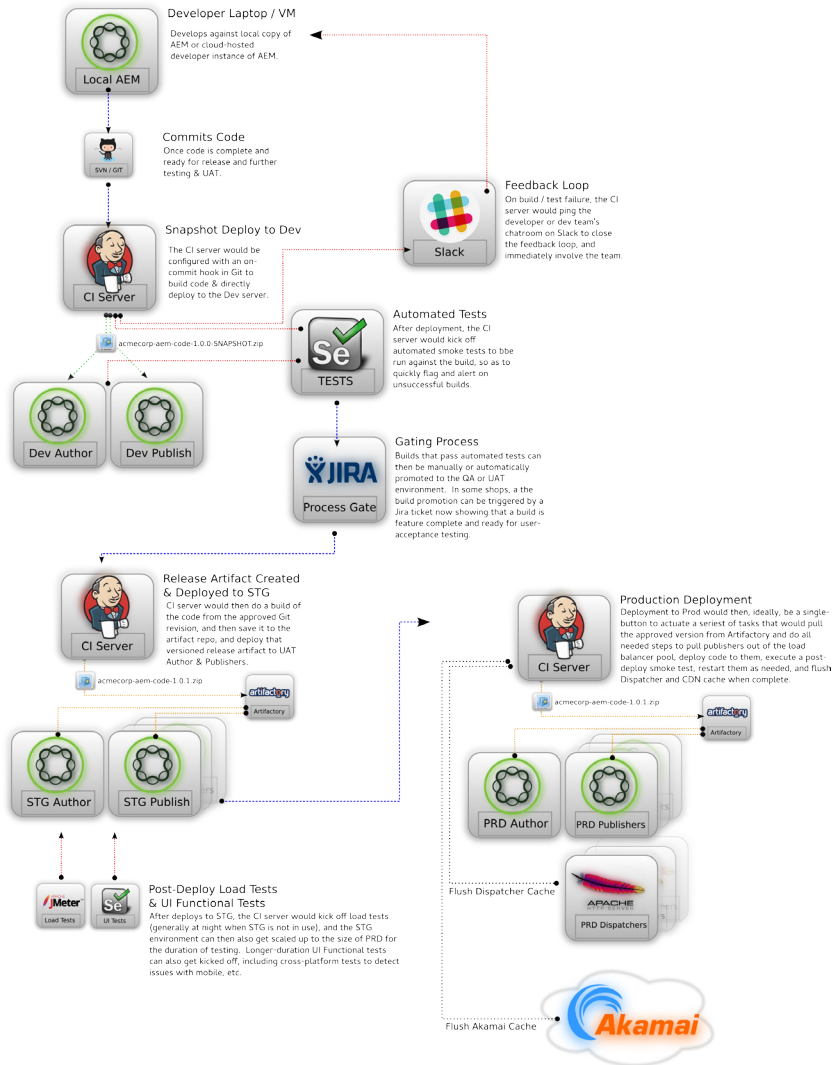 Developer Laptop / VM
Develops against local copy of
AEM or cloud-hosted
developer instance of AEM.
Local AEM
Commits Code
Once code is complete and
ready for release and further
testing & UAT.
SVN / GIT
Feedback Loop
On build / test failure, the CI
server would ping the
developer or dev team's
chatroom on Slack to close
the feedback loop, and
immediately involve the team.
Slack
Snapshot Deploy to Dev
The CI server would be
configured with an on-
commit hook in Git to
build code & directly
deploy to the Dev server.
CI Server
acmecorp-aem-code-1.0.0-SNAPSHOT.zip
Automated Tests
After deployment, the CI
server would kick off
automated smoke tests to bbe
run against the build, so as to
quickly flag and alert on
unsuccessful builds.
Se
TESTS
Dev Author
Dev Publish
Gating Process
Builds that pass automated tests can
then be manually or automatically
promoted to the QA or UAT
environment. In some shops, a the
build promotion can be triggered by a
Jira ticket now showing that a build is
feature complete and ready for user-
acceptance testing.
JIRA
Process Gate
Release Artifact Created
& Deployed to STG
CI server would then do a build of
the code from the approved Git
revision, and then save it to the
artifact repo, and deploy that
versioned release artifact to UAT
Author & Publishers.
CI Server
acmecorp-aem-code-1.0.1.zip
artifactory
Artifactory
STG Author
STG Publish
ers
Production Deployment
Deployment to Prod would then, ideally, be a single-
button to actuate a seriest of tasks that would pull
the approved version from Artifactory and do all
needed steps to pull publishers out of the load
balancer pool, deploy code to them, execute a post-
deploy smoke test, restart them as needed, and flush
Dispatcher and CDN cache when complete.
CI Server
acmecorp-aem-code-1.0.1.zip
artifactory
Artifactory
PRD Author
PRD Publishers
ers
Flush Dispatcher Cache
APACHE
HTTP SERVER
PRD Dispatchers
Post-Deploy Load Tests
& UI Functional Tests
After deploys to STG, the CI server would kick off load tests
(generally at night when STG is not in use), and the STG
environment can then also get scaled up to the size of PRD for
the duration of testing. Longer-duration UI Functional tests
can also get kicked off, including cross-platform tests to detect
issues with mobile, etc.
JMeter
Load Tests
Se
UI Tests
Flush Akamai Cache
Akamai